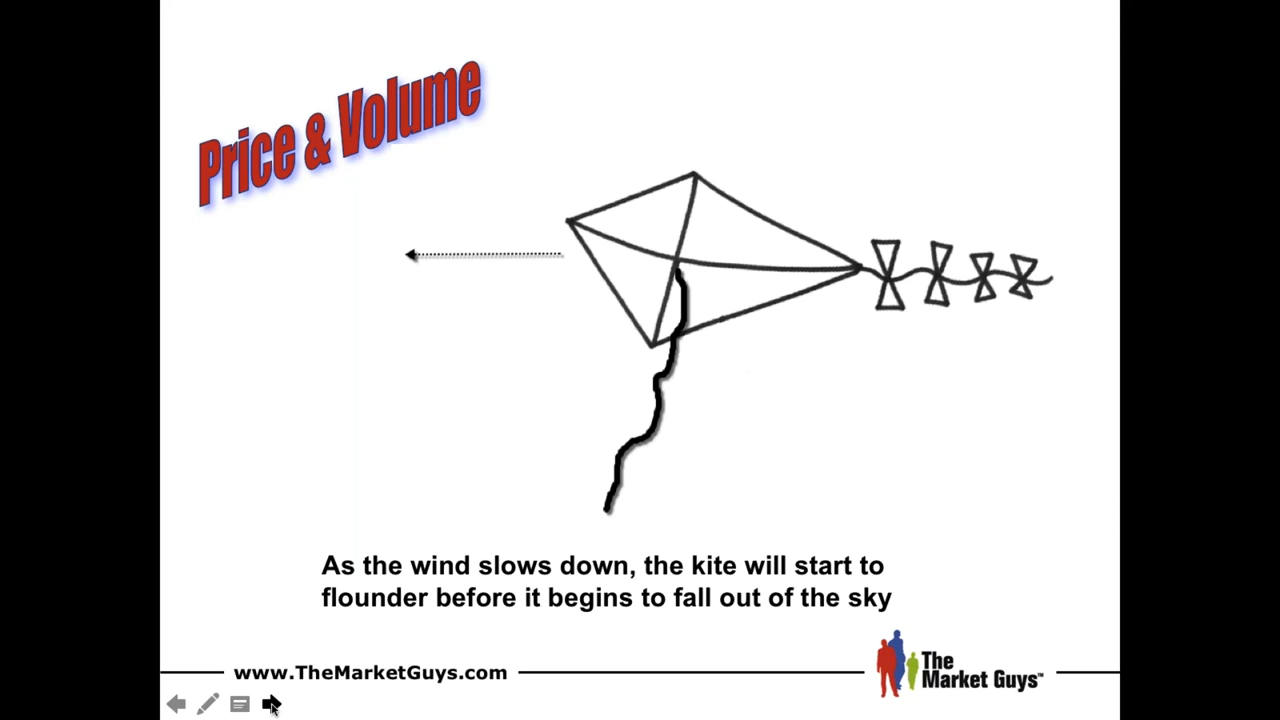 Price & Volume
As the wind slows down, the kite will start to
flounder before it begins to fall out of the sky
www.TheMarketGuys.com
The
Market Guys™